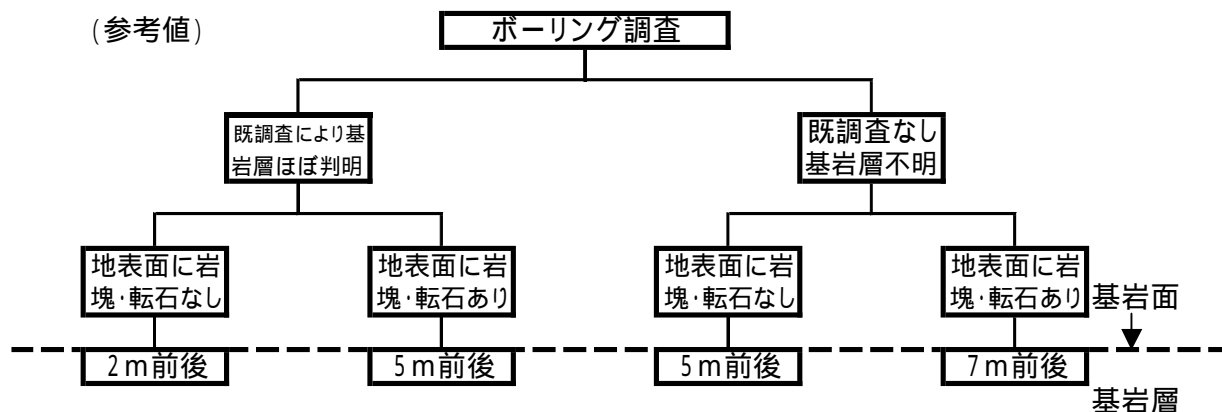 (参考値)
ボーリング調査
既調査により基
岩層ほぼ判明
既調査なし
基岩層不明
地表面に岩
塊・転石なし
地表面に岩
塊・転石あり
地表面に岩
塊・転石なし
地表面に岩
塊・転石あり
基岩面
2m前後
5m前後
5m前後
7m前後
基岩層